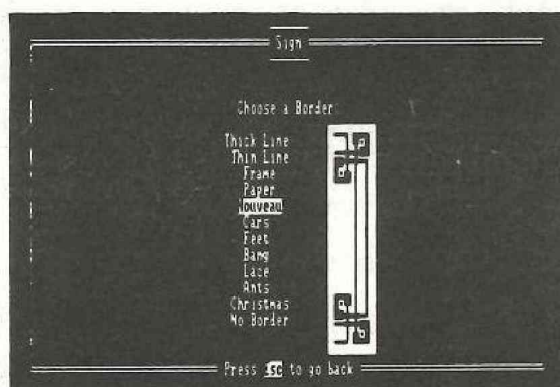 Sign
Choose a Border:
Thick Line
Thin Line
Frame
Paper
Nouveau
Cars
Feet
Bang
Lace
Ants
Christmas
No Border
Press ESC to go back